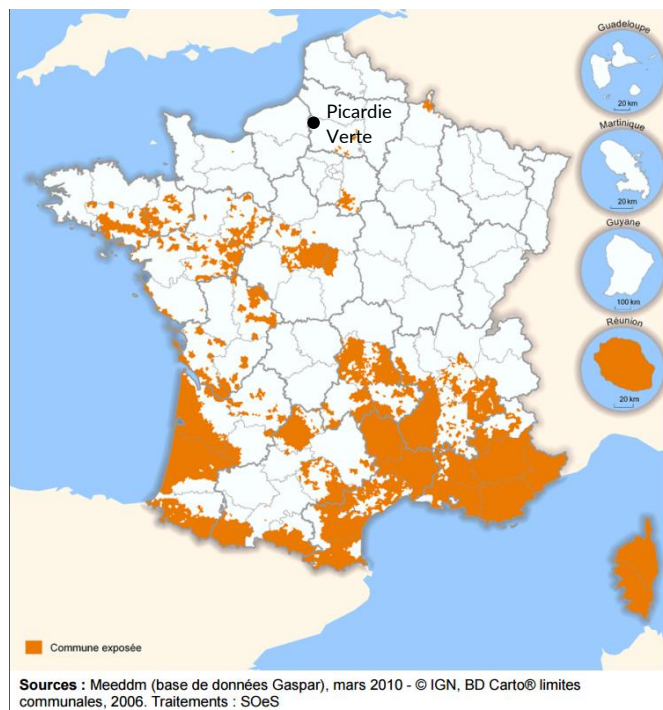 Guadeloupe
20 km
Picardie
Verte
Martinique
20 km
Guyane
100 km
Réunion
20 km
Commune exposée
Sources : Meeddm (base de données Gaspar), mars 2010 - © IGN, BD Carto® limites
communales, 2006. Traitements : SOeS